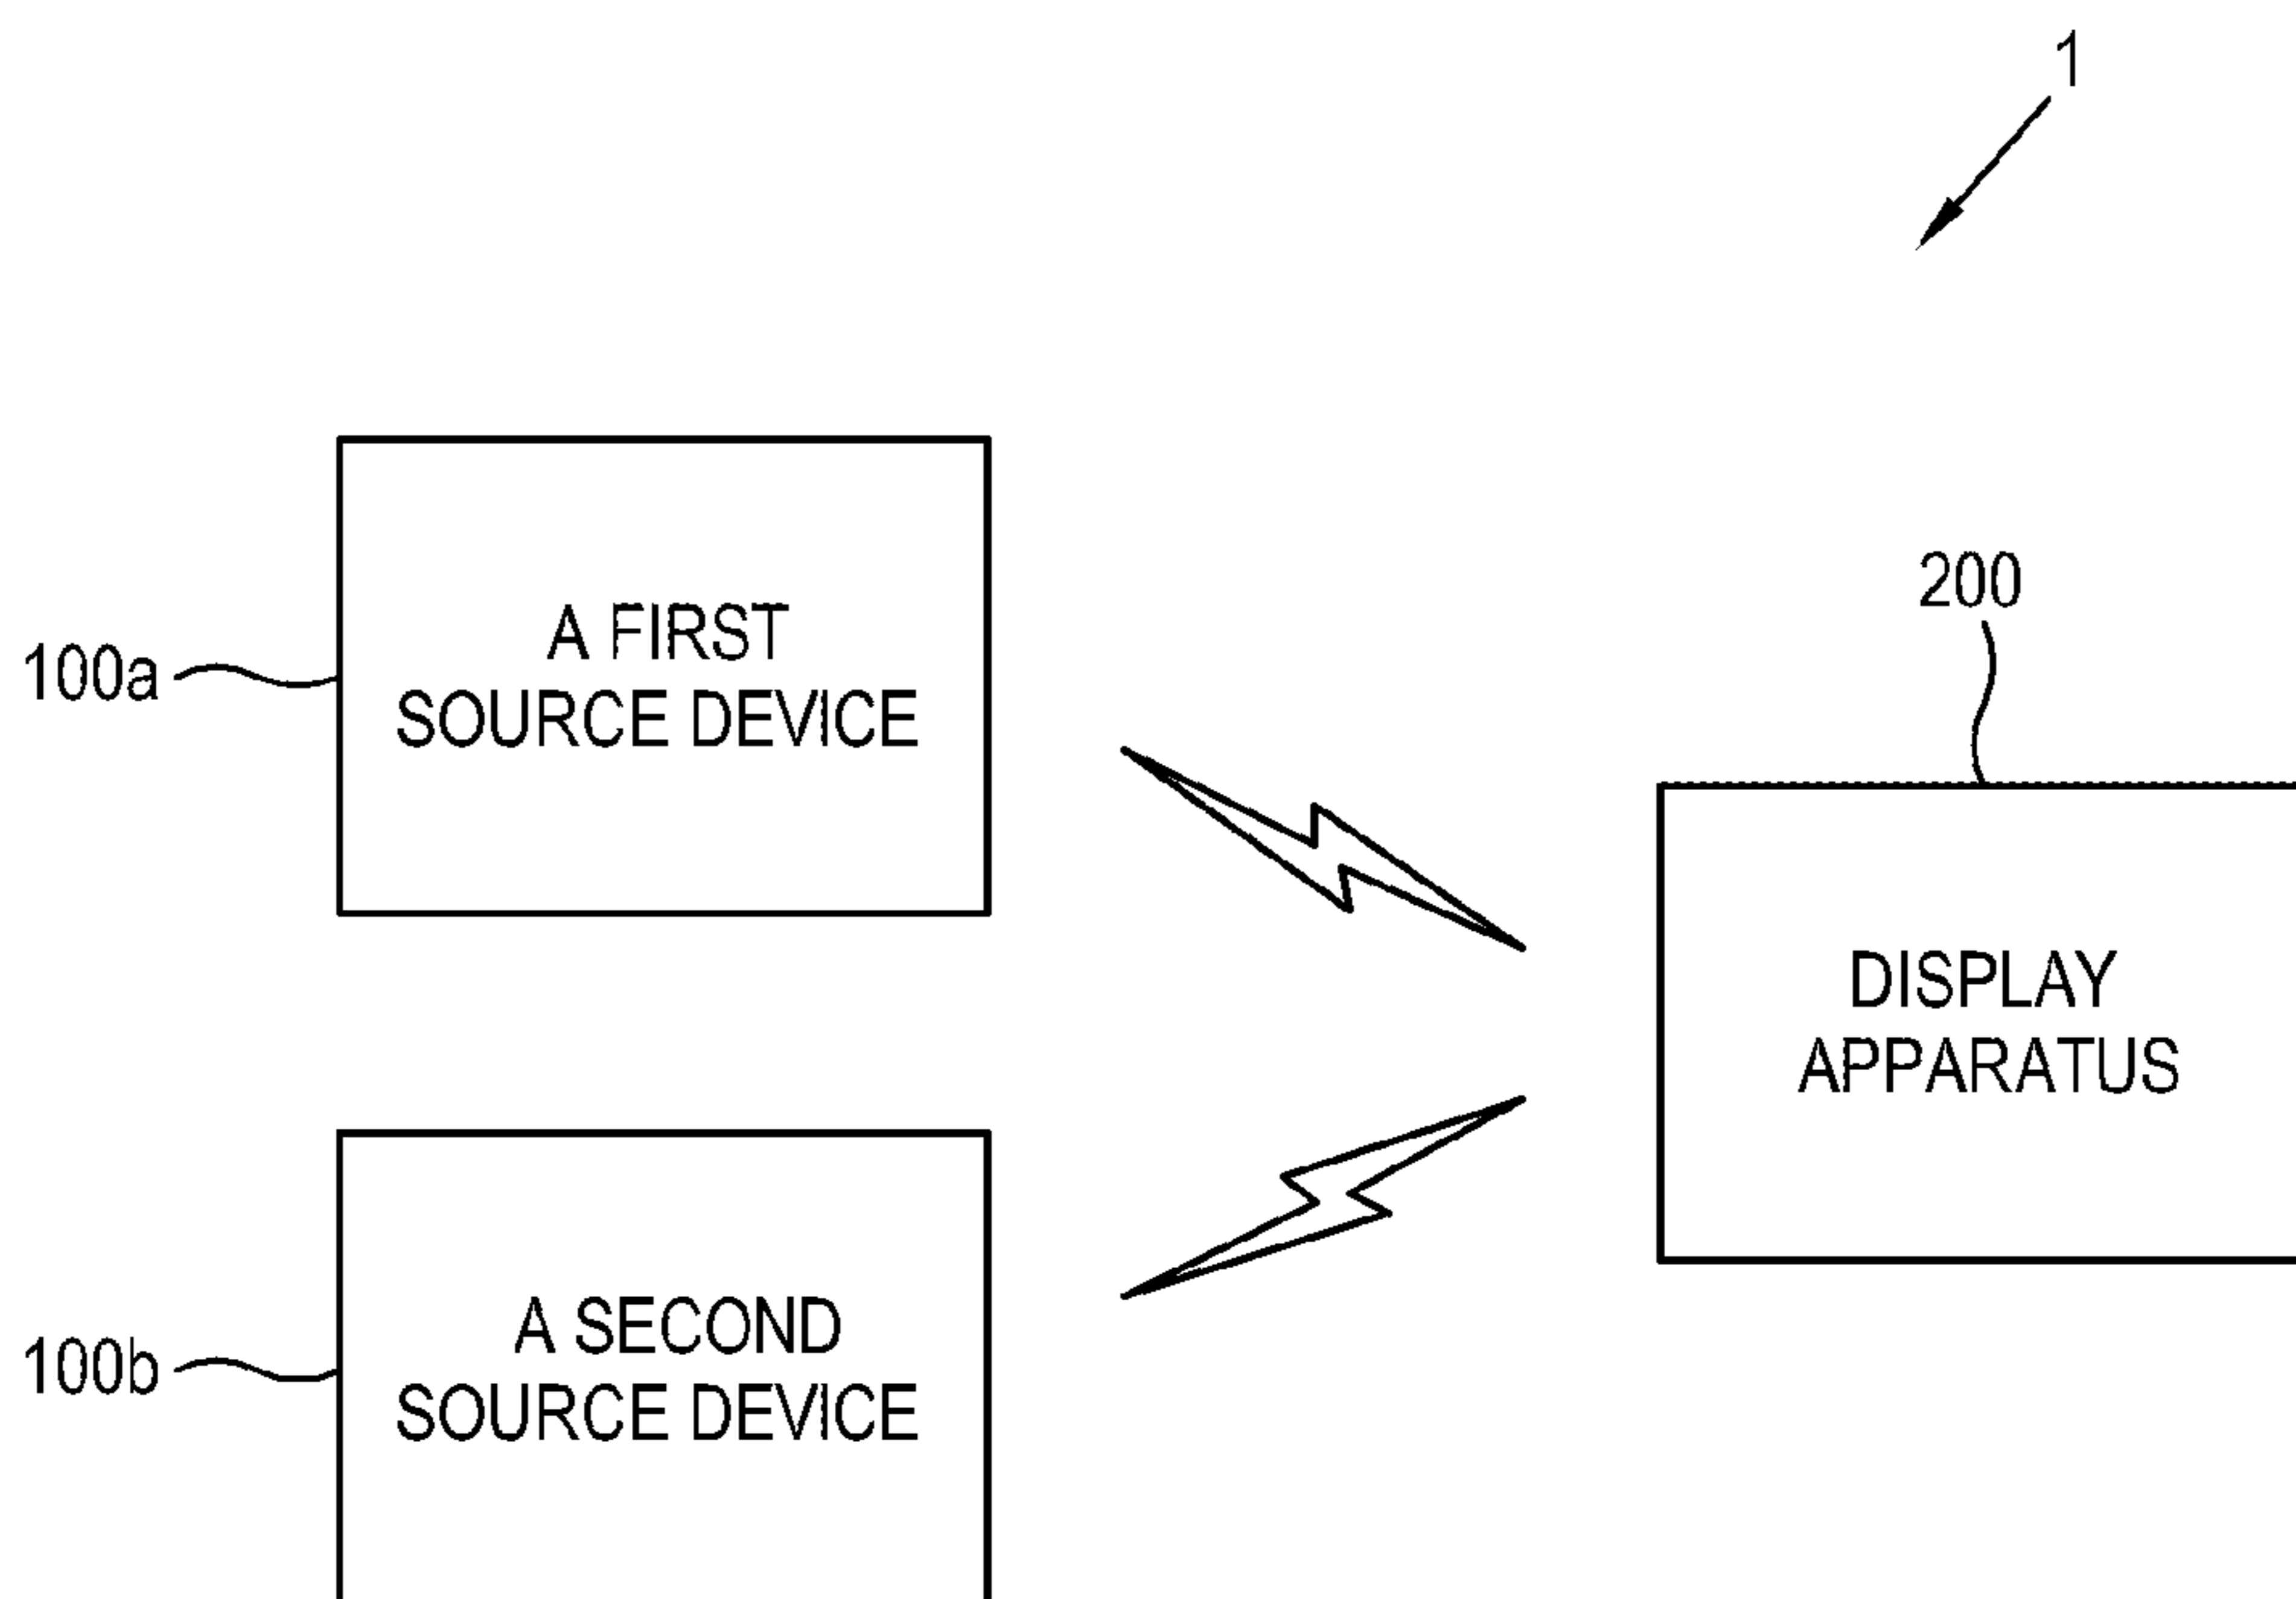 1
100a
A FIRST
SOURCE DEVICE
200
DISPLAY
APPARATUS
100b
A SECOND
SOURCE DEVICE